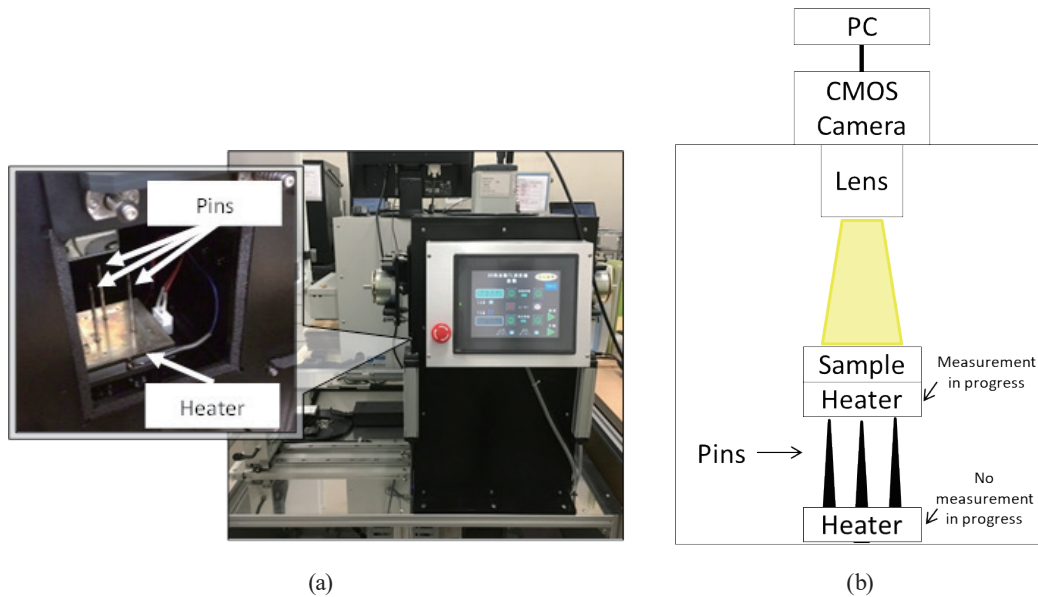 Pins
Heater
(a)
PC
CMOS
Camera
Lens
Sample
Heater
Measurement
in progress
Pins
No
measurement
in progress
Heater
(b)